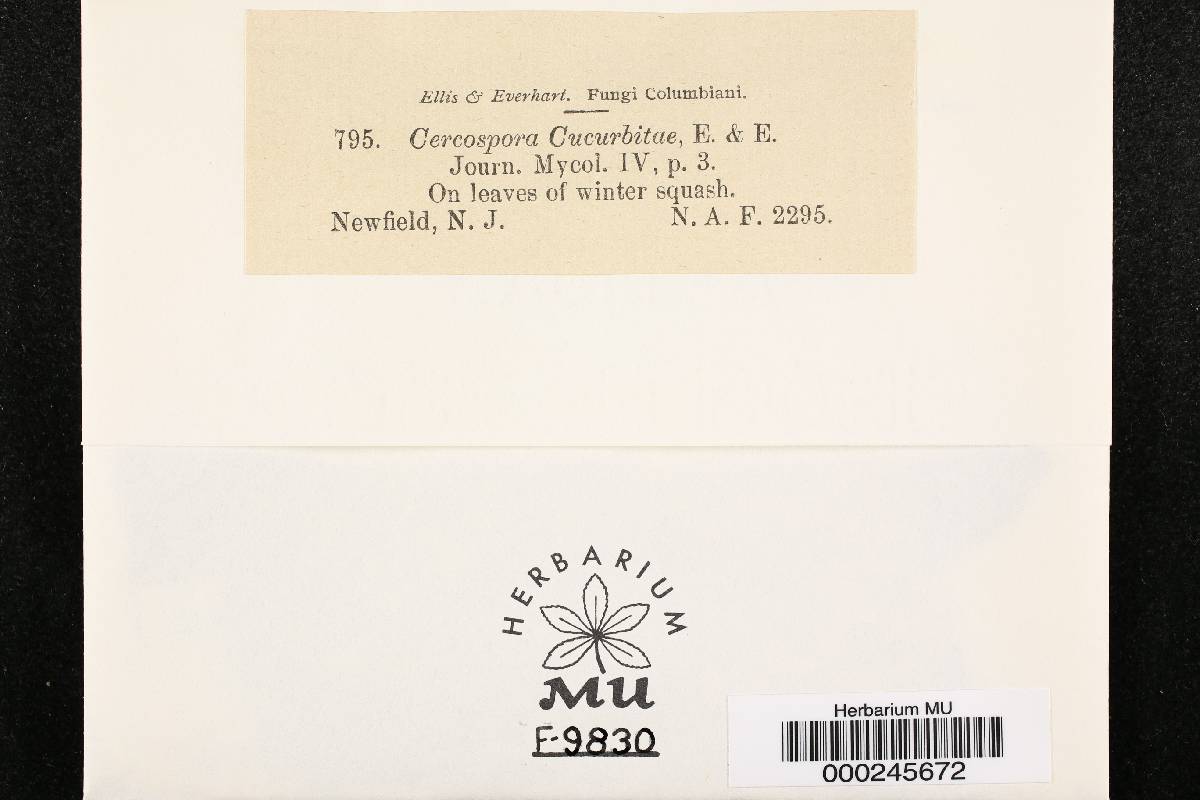 Ellis & Everhart. Fungi Columbiani.
795. Cercospora Cucurbitae, E. & E.
Journ. Mycol. IV, p. 3.
On leaves of winter squash.
Newfield, N. J. N. A. F. 2295.
HERBARIUM
MU
F-9830
Herbarium MU
000245672